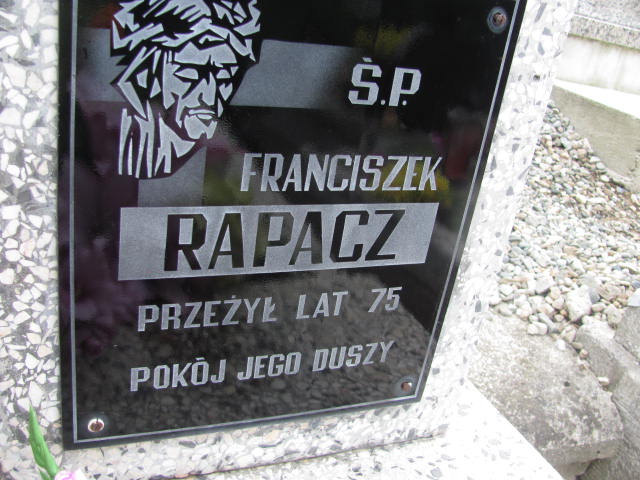 Ś.P.
FRANCISZEK
RAPACZ
PRZEŻYŁ LAT 75
POKÓJ JEGO DUSZY